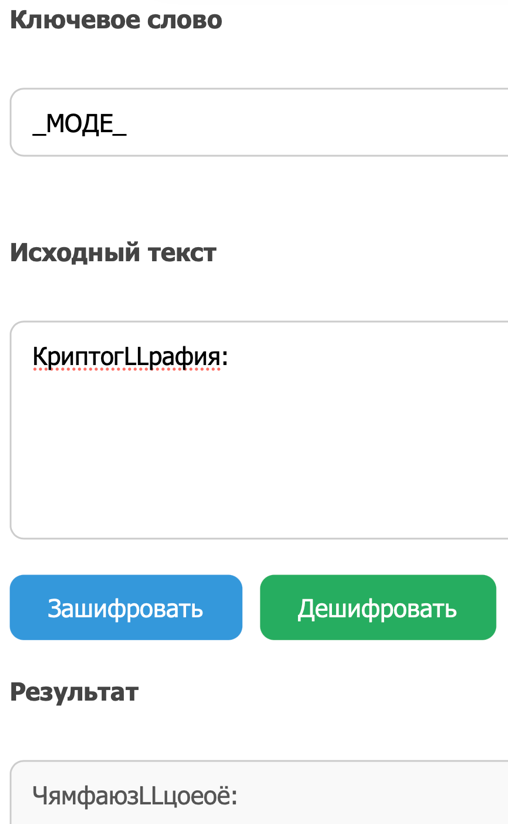 Ключевое слово
_МОДЕ_
Исходный текст
КриптогLLрафия:
Зашифровать
Дешифровать
Результат
ЧямфаюзLLцоеоё: